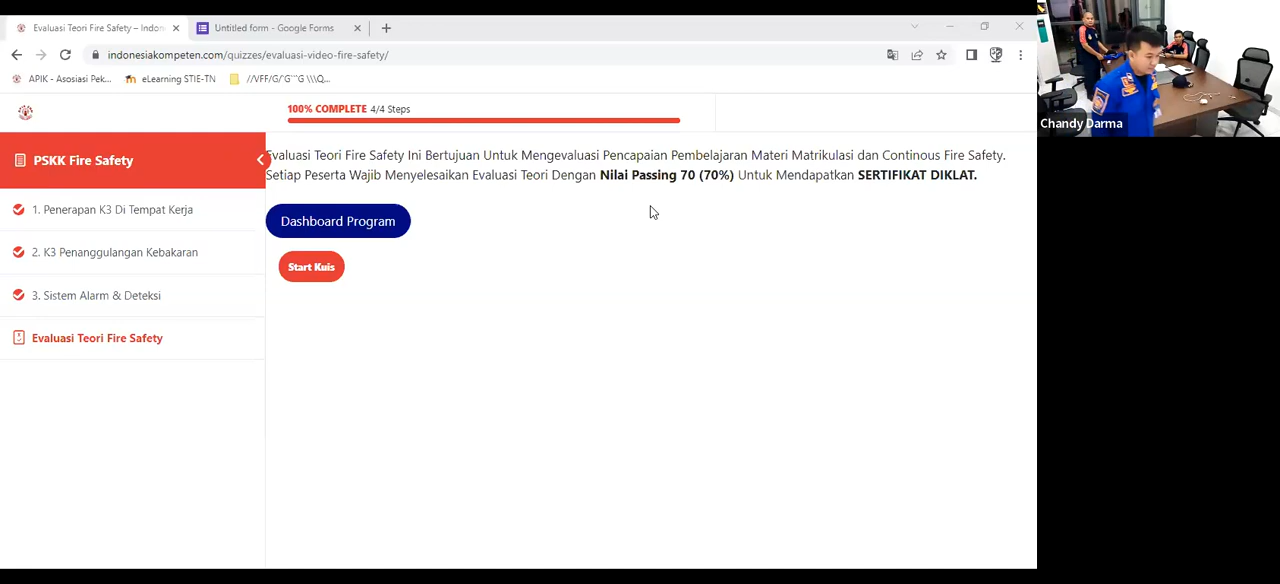 Evaluasi Teori Fire Safety – Indon
Untitled form - Google Forms
indonesiakompeten.com/quizzes/evaluasi-video-fire-safety/
APIK - Asosiasi Pek...
eLearning STIE-TN
100% COMPLETE 4/4 Steps
PSKK Fire Safety
1. Penerapan K3 Di Tempat Kerja
2. K3 Penanggulangan Kebakaran
3. Sistem Alarm & Deteksi
Evaluasi Teori Fire Safety
Evaluasi Teori Fire Safety Ini Bertujuan Untuk Mengevaluasi Pencapaian Pembelajaran Materi Matrikulasi dan Continous Fire Safety.
Setiap Peserta Wajib Menyelesaikan Evaluasi Teori Dengan Nilai Passing 70 (70%) Untuk Mendapatkan SERTIFIKAT DIKLAT.
Dashboard Program
Start Kuis
Chandy Darma